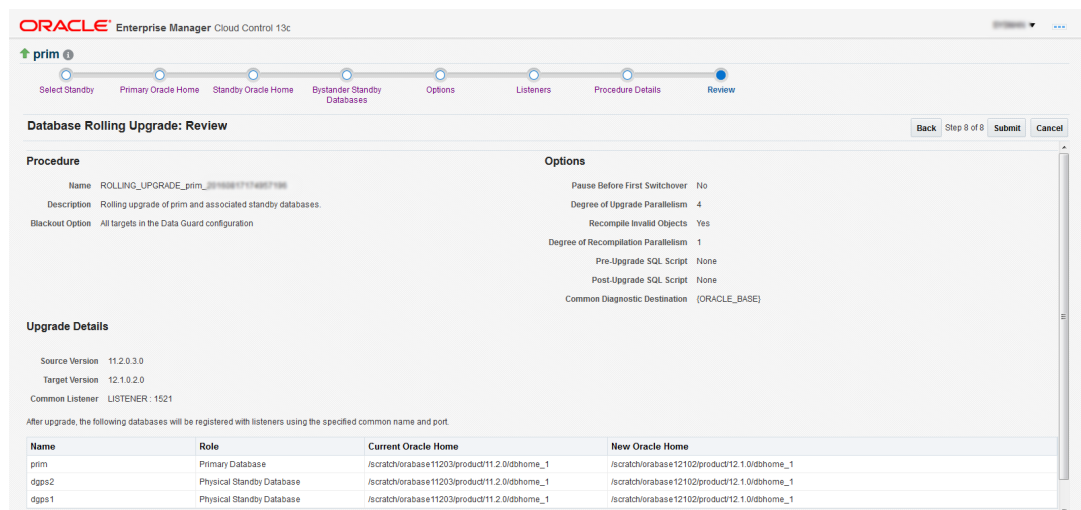 ORACLE Enterprise Manager Cloud Control 13c
prim
Select Standby Primary Oracle Home Standby Oracle Home Bystander Standby Databases Options Listeners Procedure Details Review
Database Rolling Upgrade: Review
Back Step 8 of 8 Submit Cancel
Procedure
Name ROLLING_UPGRADE_prim_
Description Rolling upgrade of prim and associated standby databases.
Blackout Option All targets in the Data Guard configuration
Options
Pause Before First Switchover No
Degree of Upgrade Parallelism 4
Recompile Invalid Objects Yes
Degree of Recompilation Parallelism 1
Pre-Upgrade SQL Script None
Post-Upgrade SQL Script None
Common Diagnostic Destination {ORACLE_BASE}
Upgrade Details
Source Version 11.2.0.3.0
Target Version 12.1.0.2.0
Common Listener LISTENER : 1521
After upgrade, the following databases will be registered with listeners using the specified common name and port.
Name Role Current Oracle Home New Oracle Home
prim Primary Database /scratch/orabase11203/product/11.2.0/dbhome_1 /scratch/orabase12102/product/12.1.0/dbhome_1
dgps2 Physical Standby Database /scratch/orabase11203/product/11.2.0/dbhome_1 /scratch/orabase12102/product/12.1.0/dbhome_1
dgps1 Physical Standby Database /scratch/orabase11203/product/11.2.0/dbhome_1 /scratch/orabase12102/product/12.1.0/dbhome_1